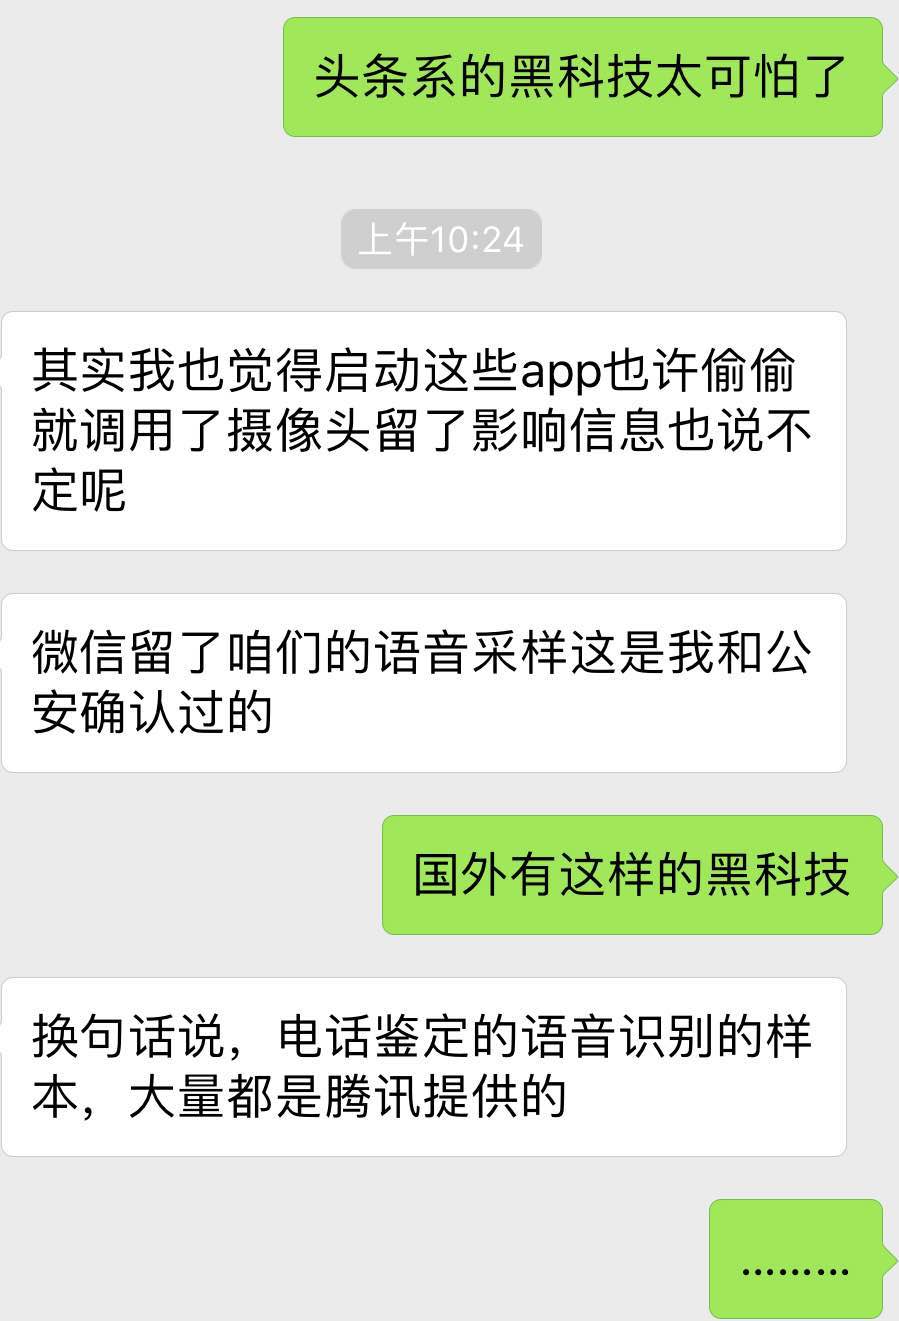 头条系的黑科技太可怕了
上午10:24
其实我也觉得启动这些app也许偷偷
就调用了摄像头留了影响信息也说不
定呢
微信留了咱们的语音采样这是我和公
安确认过的
国外有这样的黑科技
换句话说，电话鉴定的语音识别的样
本，大量都是腾讯提供的
………